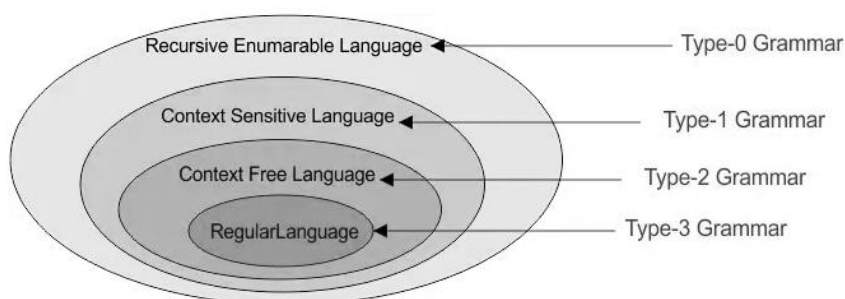 Recursive Enumarable Language
Type-0 Grammar
Context Sensitive Language
Type-1 Grammar
Context Free Language
Type-2 Grammar
RegularLanguage
Type-3 Grammar